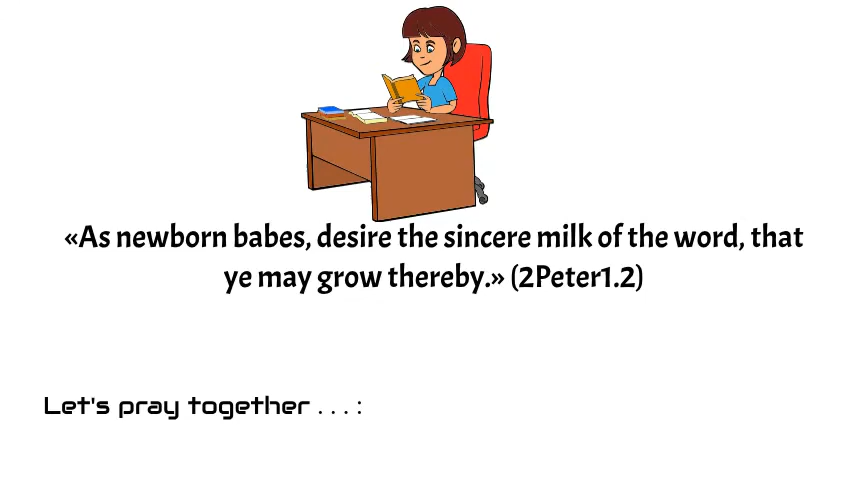 «As newborn babes, desire the sincere milk of the word, that
ye may grow thereby.» (2Peter1.2)
Let's pray together . . . :